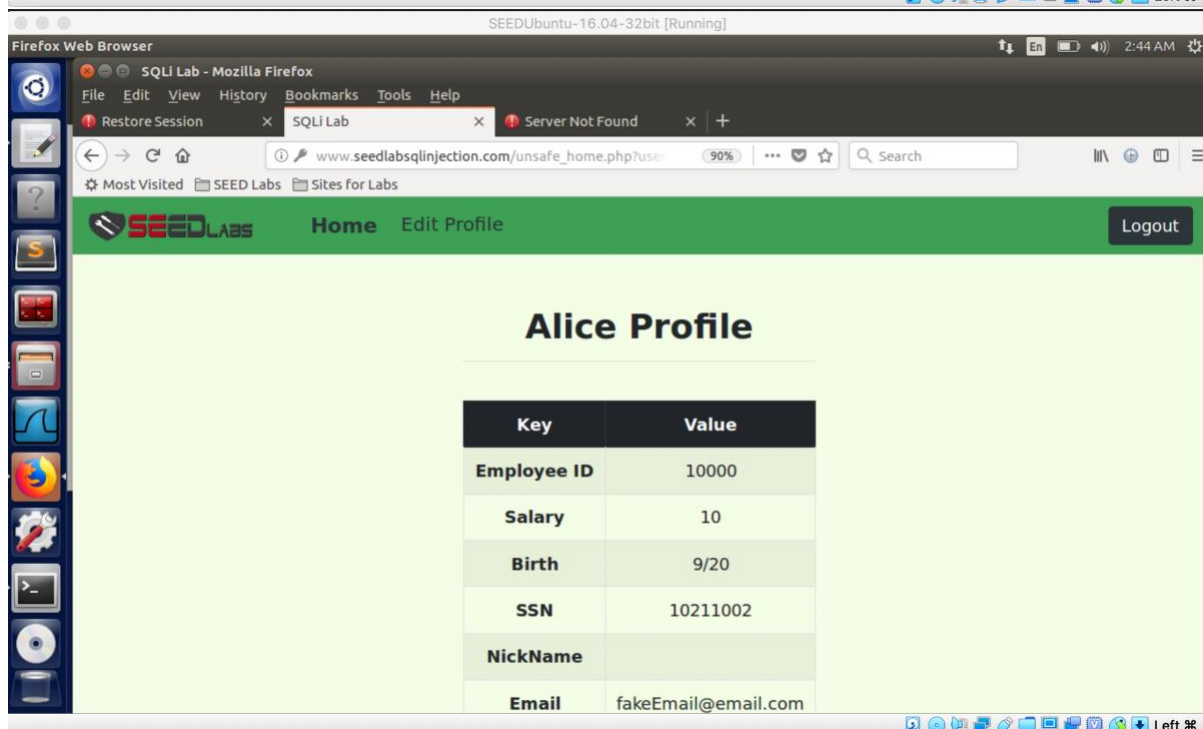 SEEDUbuntu-16.04-32bit [Running]
Firefox Web Browser
En 2:44 AM
SQLi Lab - Mozilla Firefox
File Edit View History Bookmarks Tools Help
Restore Session SQLi Lab Server Not Found
www.seedlabsqlinjection.com/unsafe_home.php?use 90% Search
Most Visited SEED Labs Sites for Labs
SEEDLABS Home Edit Profile Logout
Alice Profile
Key Value
Employee ID 10000
Salary 10
Birth 9/20
SSN 10211002
NickName
Email fakeEmail@email.com
Left ⌘